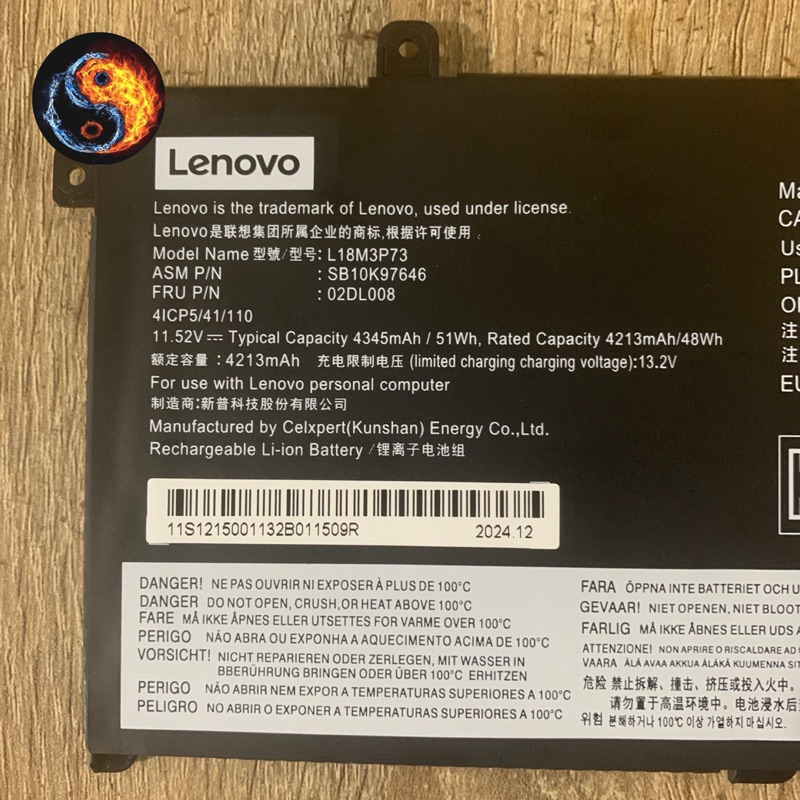 Lenovo
Lenovo is the trademark of Lenovo, used under license.
Lenovo是联想集团所属企业的商标,根据许可使用。
Model Name 型號/型号: L18M3P73
ASM P/N : SB10K97646
FRU P/N : 02DL008
4ICP5/41/110
11.52V⎓ Typical Capacity 4345mAh / 51Wh, Rated Capacity 4213mAh/48Wh
额定容量 : 4213mAh 充电限制电压 (limited charging charging voltage):13.2V
For use with Lenovo personal computer
制造商:新普科技股份有限公司
Manufactured by Celxpert(Kunshan) Energy Co.,Ltd.
Rechargeable Li-ion Battery /锂离子电池组
11S1215001132B011509R 2024.12
DANGER! NE PAS OUVRIR NI EXPOSER À PLUS DE 100°C
DANGER DO NOT OPEN, CRUSH,OR HEAT ABOVE 100°C
FARE MÅ IKKE ÅPNES ELLER UTSETTES FOR VARME OVER 100°C
PERIGO NÃO ABRA OU EXPONHA A AQUECIMENTO ACIMA DE 100°C
VORSICHT! NICHT REPARIEREN ODER ZERLEGEN, MIT WASSER IN
BBERÜHRUNG BRINGEN ODER ÜBER 100°C ERHITZEN
PERIGO NÃO ABRIR NEM EXPOR A TEMPERATURAS SUPERIORES A 100°C
PELIGRO NO ABRIR O EXPONER A TEMPERATURAS SUPERIORES A 100°C
FARA ÖPPNA INTE BATTERIET OCH U
GEVAAR! NIET OPENEN, NIET BLOOT
FARLIG MÅ IKKE ÅBNES ELLER UDS A
ATTENZIONE! NON APRIRE O RISCALDARE AD
VAARA ÄLÄ AVAA AKKUA ÄLÄKÄ KUUMENNA SIT
危险 禁止拆解、撞击、挤压或投入火中。
请勿置于高温环境中。电池浸水后
위험 분해하거나 100°C 이상 가열하지 마십시오.
Ma
CA
Us
PL
注
注
EU